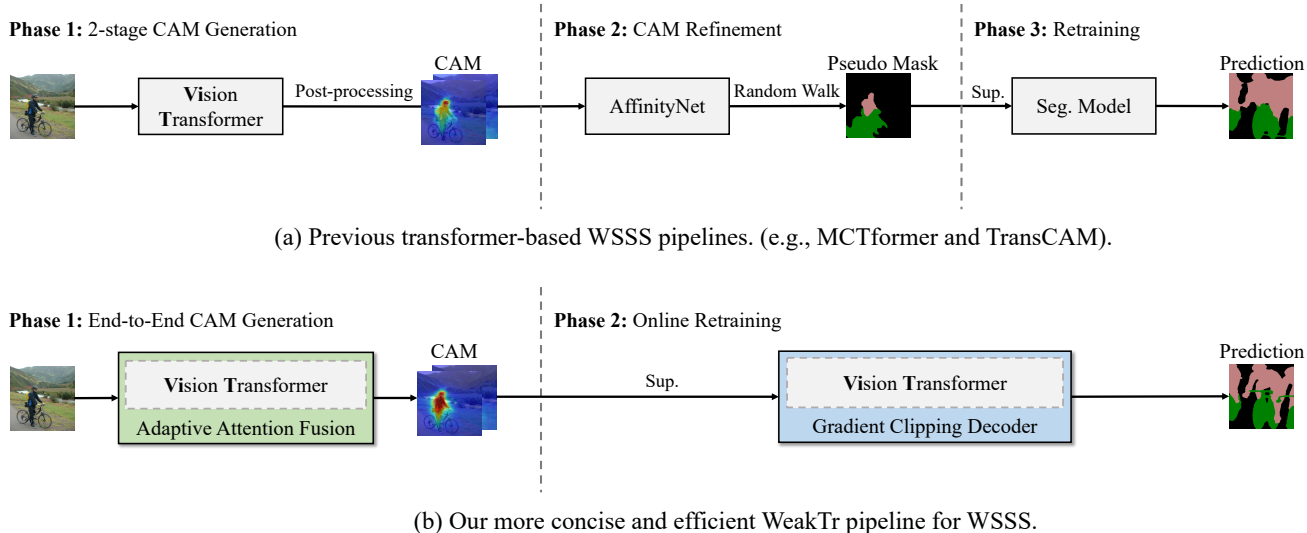 Phase 1: 2-stage CAM Generation
Phase 2: CAM Refinement
Phase 3: Retraining
Vision
Transformer
Post-processing
CAM
AffinityNet
Random Walk
Pseudo Mask
Sup.
Seg. Model
Prediction
(a) Previous transformer-based WSSS pipelines. (e.g., MCTformer and TransCAM).
Phase 1: End-to-End CAM Generation
Phase 2: Online Retraining
Vision Transformer
Adaptive Attention Fusion
CAM
Sup.
Vision Transformer
Gradient Clipping Decoder
Prediction
(b) Our more concise and efficient WeakTr pipeline for WSSS.